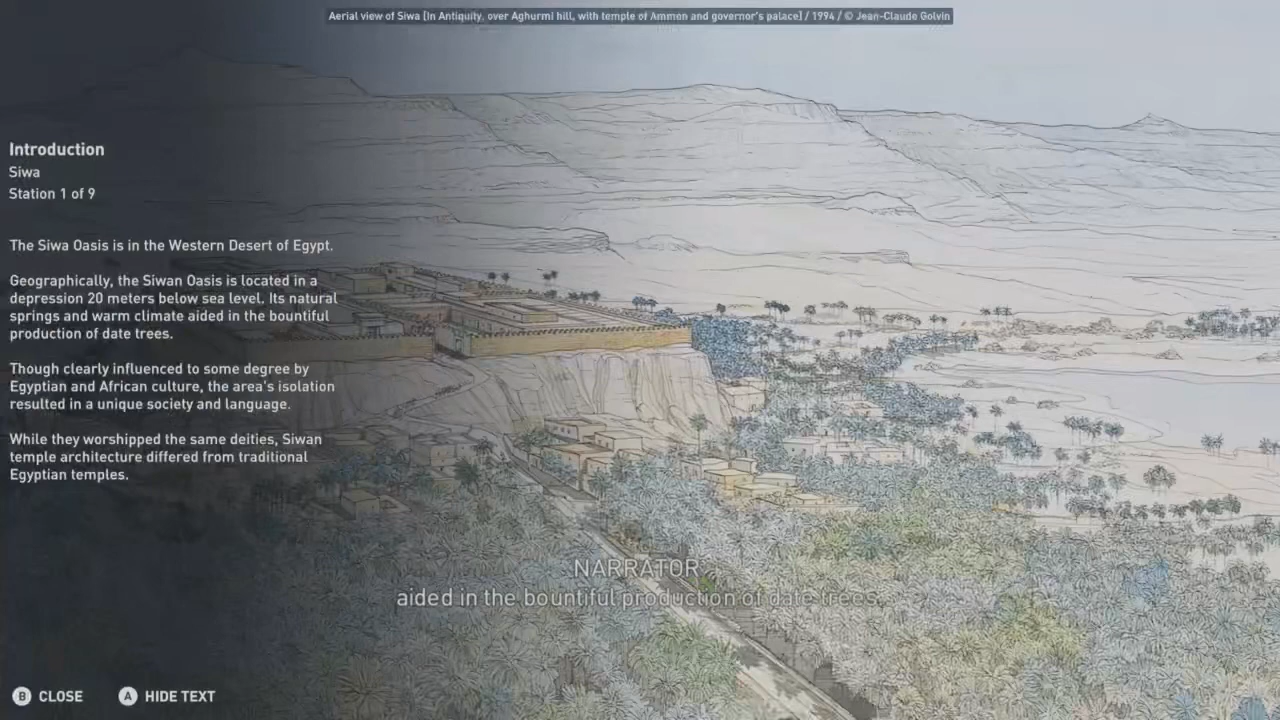 Aerial view of Siwa [In Antiquity, over Aghurmi hill, with temple of Ammon and governor's palace] / 1994 / © Jean-Claude Golvin
Introduction
Siwa
Station 1 of 9
The Siwa Oasis is in the Western Desert of Egypt.
Geographically, the Siwan Oasis is located in a
depression 20 meters below sea level. Its natural
springs and warm climate aided in the bountiful
production of date trees.
Though clearly influenced to some degree by
Egyptian and African culture, the area's isolation
resulted in a unique society and language.
While they worshipped the same deities, Siwan
temple architecture differed from traditional
Egyptian temples.
NARRATOR
aided in the bountiful production of date trees.
B CLOSE
A HIDE TEXT